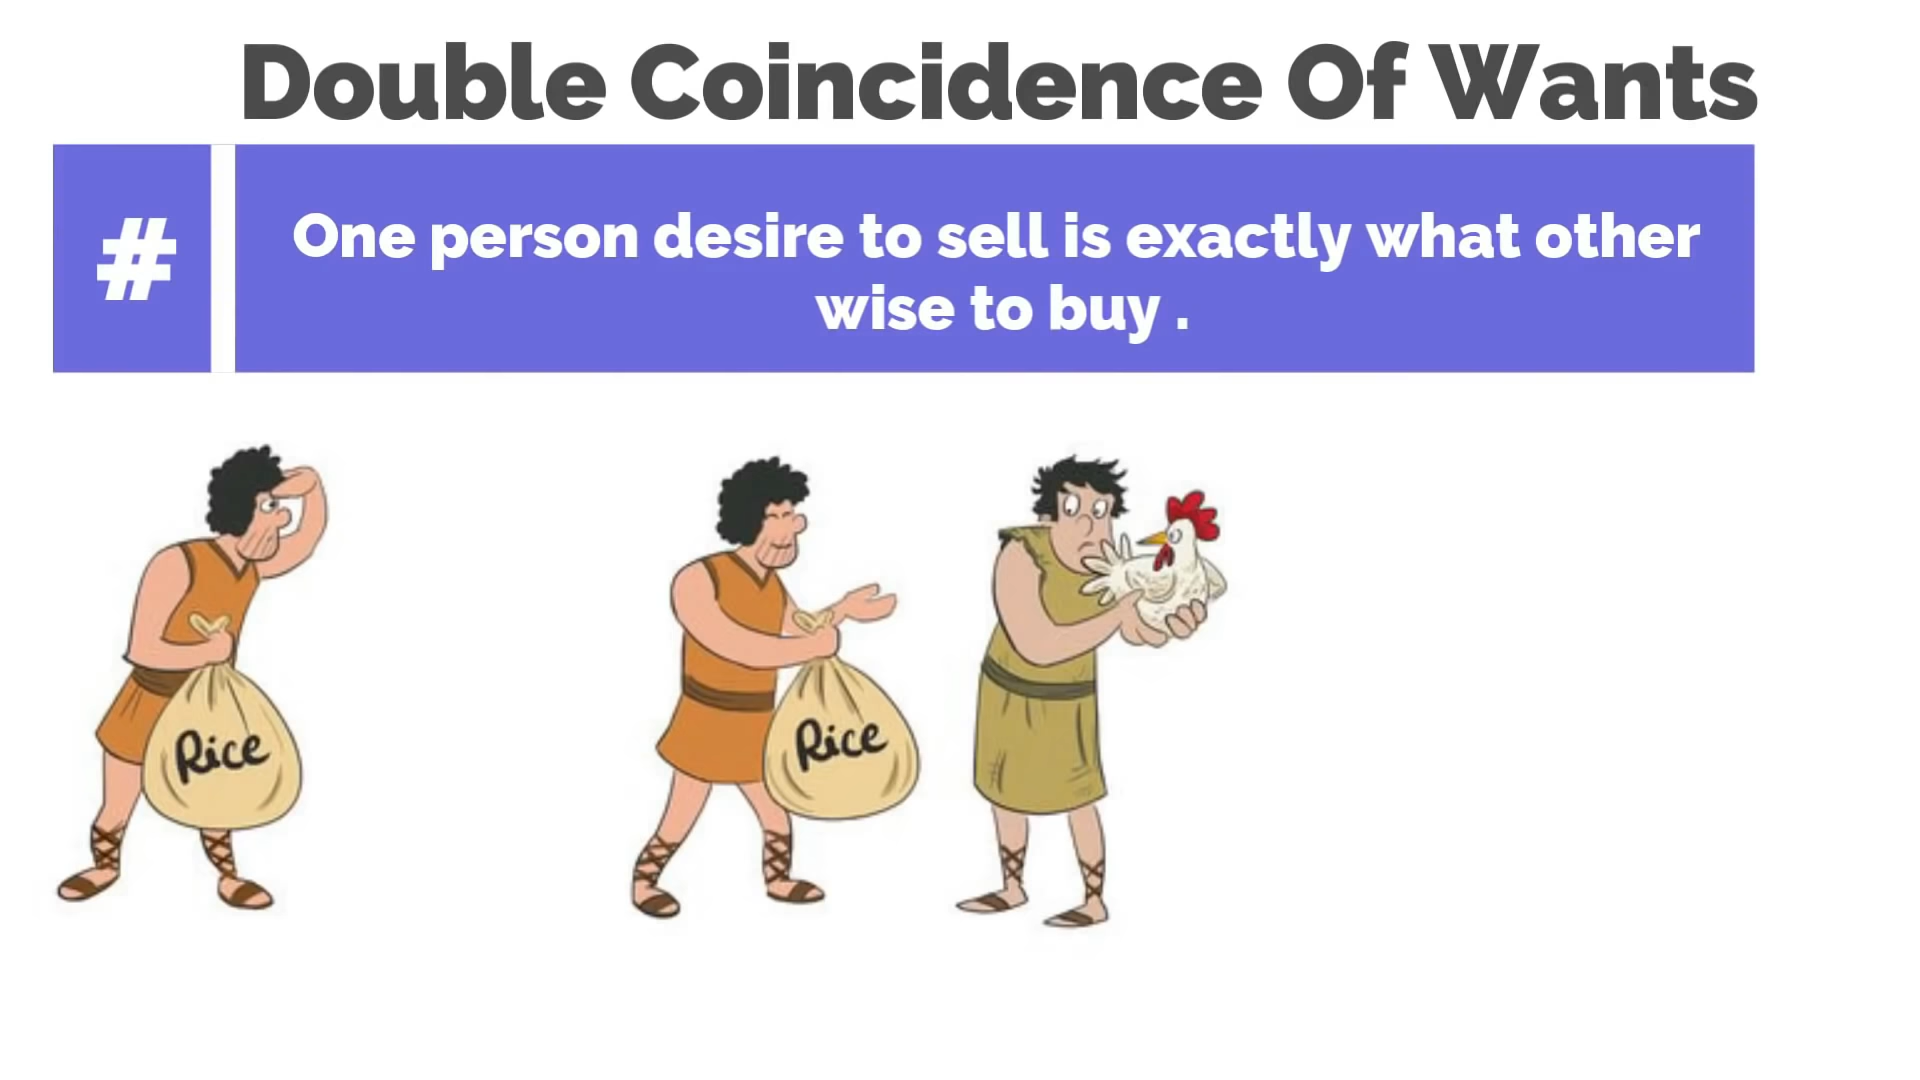 Double Coincidence Of Wants
#
One person desire to sell is exactly what other
wise to buy .
Rice
Rice